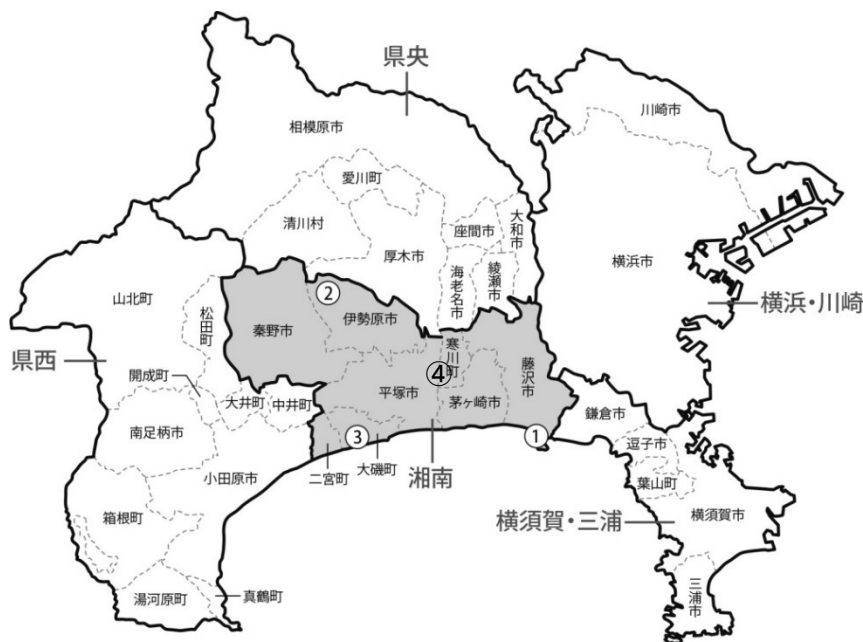 県央
川崎市
相模原市
愛川町
清川村
座間市
大和市
厚木市
海老名市
綾瀬市
横浜市
山北町
松田町
②
伊勢原市
秦野市
横浜・川崎
県西
寒川町
④
藤沢市
開成町
大井町
中井町
平塚市
茅ヶ崎市
鎌倉市
南足柄市
③
①
逗子市
小田原市
二宮町
大磯町
湘南
葉山町
箱根町
横須賀・三浦
横須賀市
湯河原町
真鶴町
三浦市